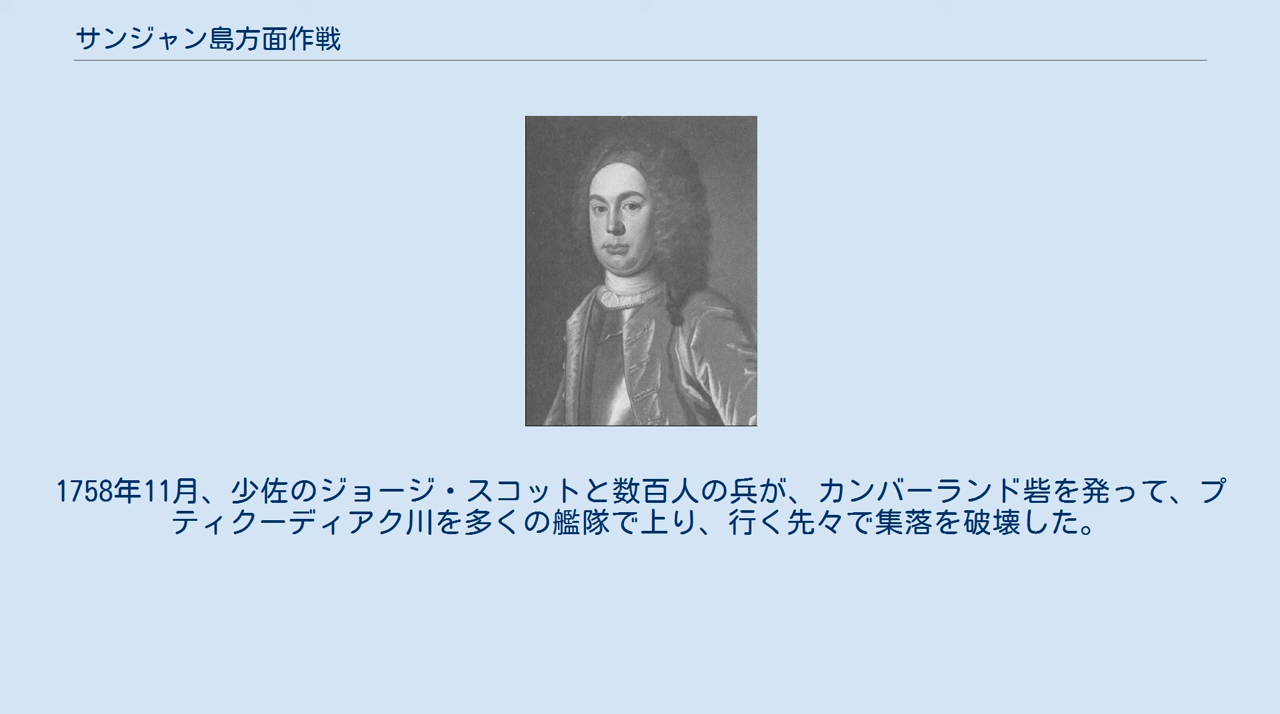 サンジャン島方面作戦
1758年11月、少佐のジョージ・スコットと数百人の兵が、カンバーランド砦を発って、プ
ティクーディアク川を多くの艦隊で上り、行く先々で集落を破壊した。